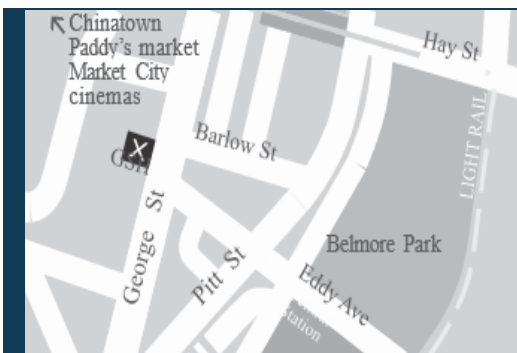 Chinatown
Paddy's market
Market City
cinemas
Hay St
Barlow St
X
George St
LIGHT RAIL
Pitt St
Belmore Park
Eddy Ave
Station